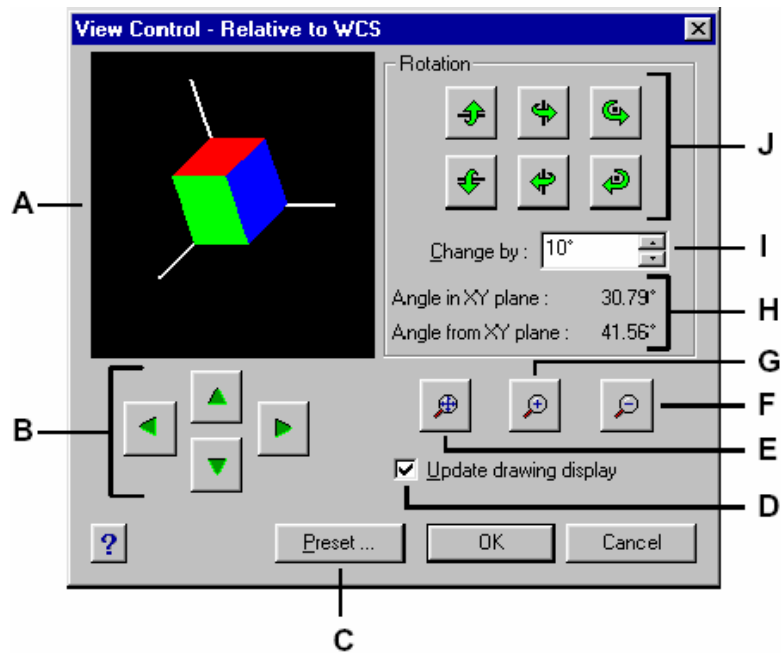 View Control - Relative to WCS
Rotation
J
A
Change by : 10°
I
Angle in XY plane : 30.79°
H
Angle from XY plane : 41.56°
G
F
B
E
Update drawing display
D
? Preset ... OK Cancel
C